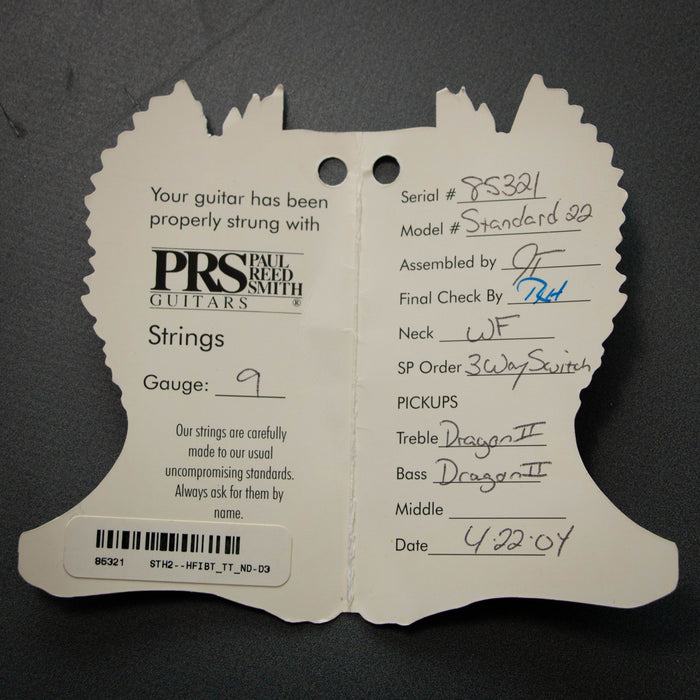 Your guitar has been
properly strung with
PRS PAUL
REED
SMITH
GUITARS ®
Strings
Gauge: 9
Our strings are carefully
made to our usual
uncompromising standards.
Always ask for them by
name.
85321 STH2--HFIBT_TT_ND-D3
Serial # 85321
Model # Standard 22
Assembled by JT
Final Check By
Neck WF
SP Order 3 Way Switch
PICKUPS
Treble Dragon II
Bass Dragon II
Middle
Date 4·22·04